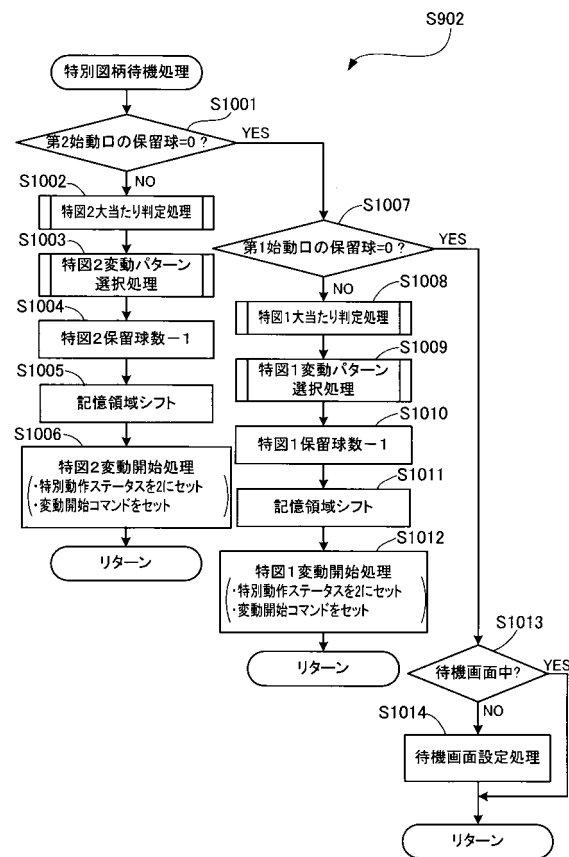 S902
特別図柄待機処理
S1001
第2始動口の保留球=0？
YES
NO
S1002
特図2大当たり判定処理
S1003
特図2変動パターン
選択処理
S1004
特図2保留球数－1
S1005
記憶領域シフト
S1006
特図2変動開始処理
・特別動作ステータスを2にセット
・変動開始コマンドをセット
リターン
S1007
第1始動口の保留球=0？
YES
NO
S1008
特図1大当たり判定処理
S1009
特図1変動パターン
選択処理
S1010
特図1保留球数－1
S1011
記憶領域シフト
S1012
特図1変動開始処理
・特別動作ステータスを2にセット
・変動開始コマンドをセット
リターン
S1013
待機画面中?
YES
NO
S1014
待機画面設定処理
リターン